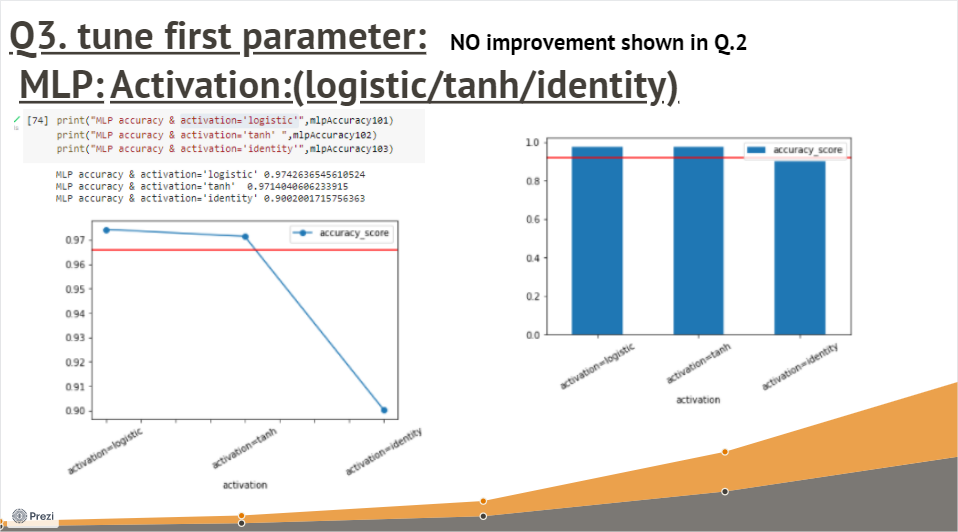 Q3. tune first parameter: NO improvement shown in Q.2
MLP: Activation:(logistic/tanh/identity)
[74] print("MLP accuracy & activation='logistic'",mlpAccuracy101)
print("MLP accuracy & activation='tanh' ",mlpAccuracy102)
print("MLP accuracy & activation='identity'",mlpAccuracy103)
MLP accuracy & activation='logistic' 0.9742636545610524
MLP accuracy & activation='tanh' 0.9714040606233915
MLP accuracy & activation='identity' 0.9002001715756363
accuracy_score
0.97
0.96
0.95
0.94
0.93
0.92
0.91
0.90
activation=logistic
activation=tanh
activation=identity
activation
accuracy_score
1.0
0.8
0.6
0.4
0.2
0.0
activation=logistic
activation=tanh
activation=identity
activation
Prezi